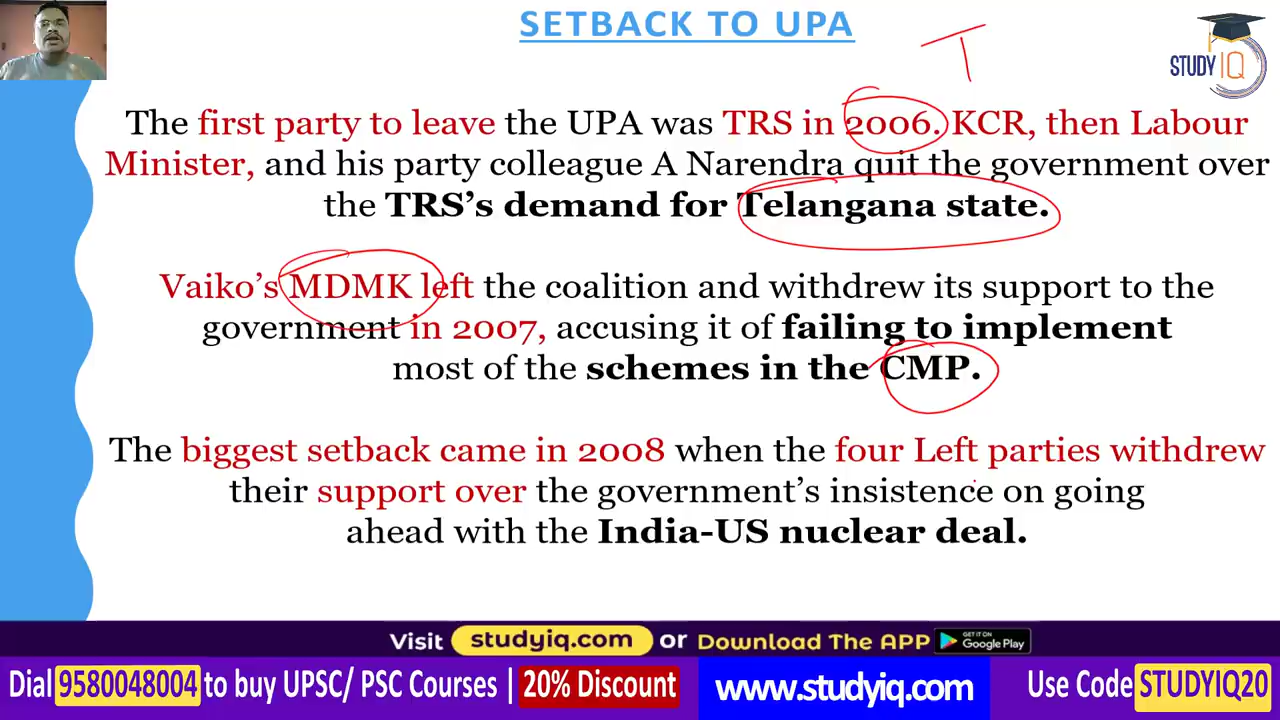 SETBACK TO UPA
T
STUDY IQ
The first party to leave the UPA was TRS in 2006. KCR, then Labour
Minister, and his party colleague A Narendra quit the government over
the TRS’s demand for Telangana state.
Vaiko’s MDMK left the coalition and withdrew its support to the
government in 2007, accusing it of failing to implement
most of the schemes in the CMP.
The biggest setback came in 2008 when the four Left parties withdrew
their support over the government’s insistence on going
ahead with the India-US nuclear deal.
Visit studyiq.com or Download The APP GET IT ON Google Play
Dial 9580048004 to buy UPSC/ PSC Courses | 20% Discount www.studyiq.com Use Code STUDYIQ20